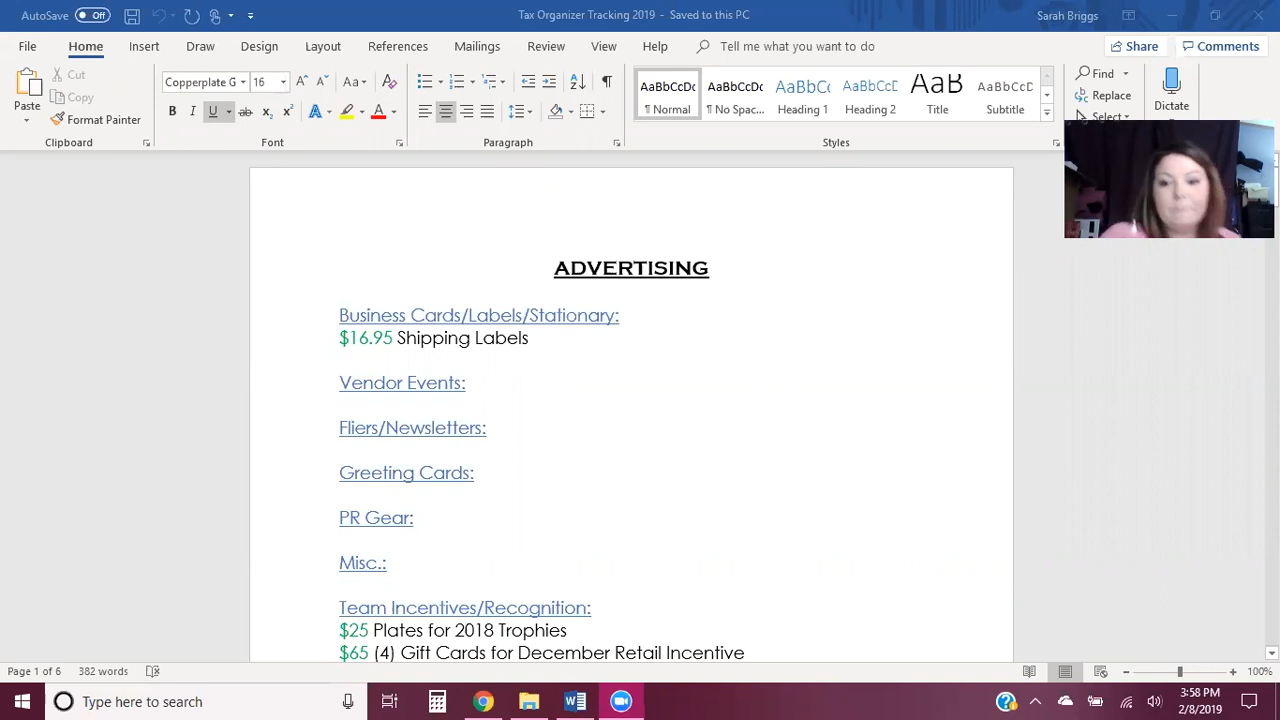 AutoSave Off Tax Organizer Tracking 2019 - Saved to this PC Sarah Briggs
File Home Insert Draw Design Layout References Mailings Review View Help Tell me what you want to do Share Comments
Paste Cut Copy Format Painter
Copperplate G 16
AaBbCcDc AaBbCcDc AaBbCc AaBbCcD AaB AaBbCcD
¶ Normal ¶ No Spac... Heading 1 Heading 2 Title Subtitle
Find Replace Select
Dictate
Clipboard Font Paragraph Styles
ADVERTISING
Business Cards/Labels/Stationary:
$16.95 Shipping Labels
Vendor Events:
Fliers/Newsletters:
Greeting Cards:
PR Gear:
Misc.:
Team Incentives/Recognition:
$25 Plates for 2018 Trophies
$65 (4) Gift Cards for December Retail Incentive
Page 1 of 6 382 words 100%
Type here to search
3:58 PM
2/8/2019